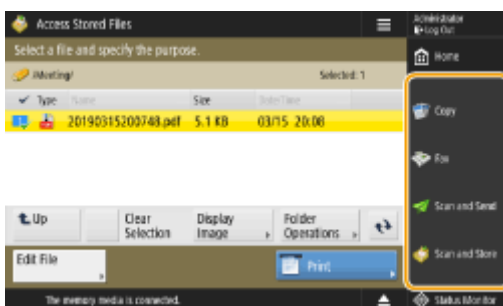 Access Stored Files
Administrator
Log Out
Select a file and specify the purpose.
Home
/Meeting/
Selected: 1
Type Name Size Date/Time
20190315200748.pdf 5.1 KB 03/15 20:08
Copy
Fax
Scan and Send
Up
Clear Selection
Display Image
Folder Operations
Scan and Store
Edit File
Print
The memory media is connected.
Status Monitor